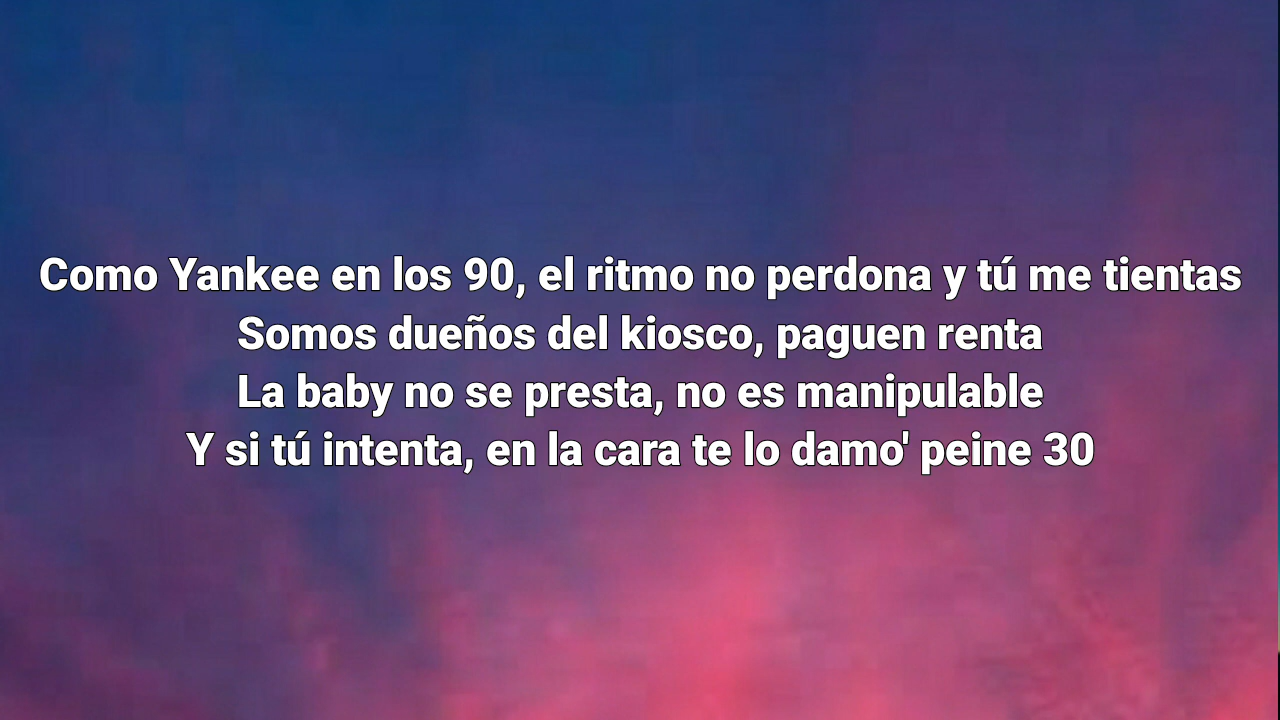 Como Yankee en los 90, el ritmo no perdona y tú me tientas
Somos dueños del kiosco, paguen renta
La baby no se presta, no es manipulable
Y si tú intenta, en la cara te lo damo' peine 30